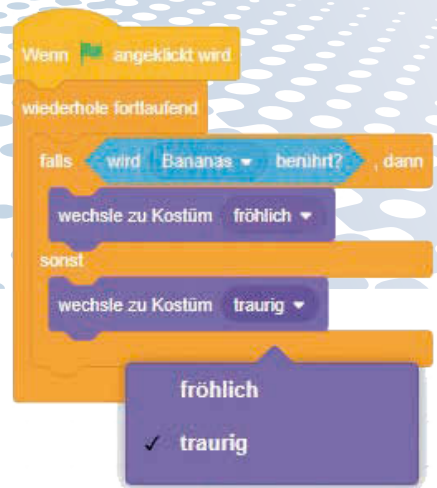 Wenn angeklickt wird
wiederhole fortlaufend
falls wird Bananas berührt? , dann
wechsle zu Kostüm fröhlich
sonst
wechsle zu Kostüm traurig
fröhlich
✓ traurig